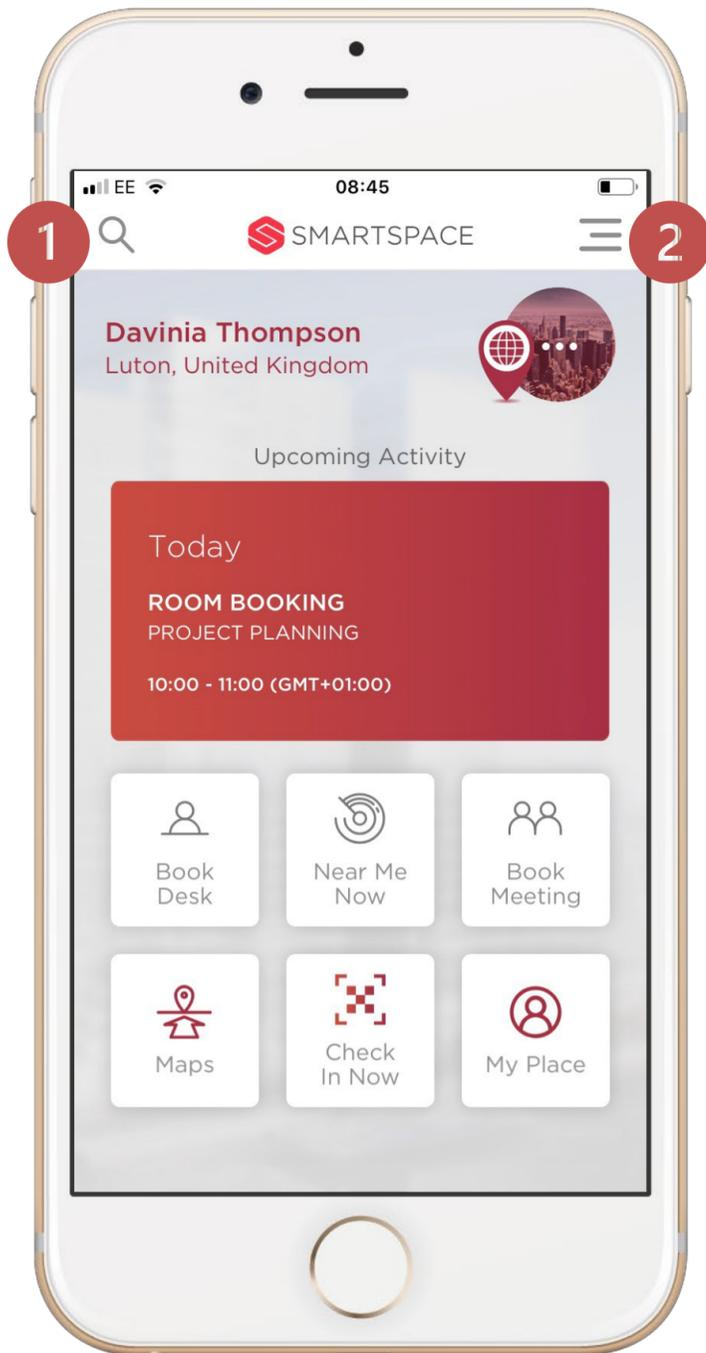 EE
08:45
1
SMARTSPACE
2
Davinia Thompson
Luton, United Kingdom
Upcoming Activity
Today
ROOM BOOKING
PROJECT PLANNING
10:00 - 11:00 (GMT+01:00)
Book
Desk
Near Me
Now
Book
Meeting
Maps
Check
In Now
My Place